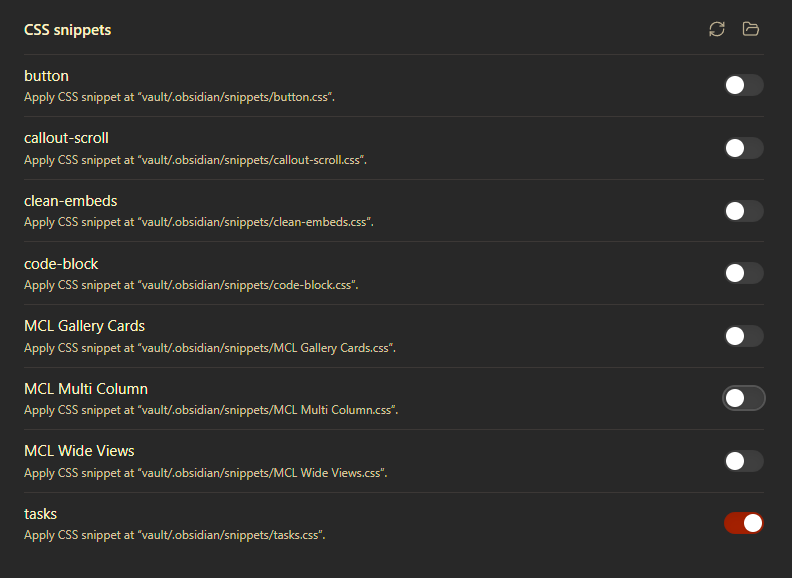 CSS snippets
button
Apply CSS snippet at “vault/.obsidian/snippets/button.css”.
callout-scroll
Apply CSS snippet at “vault/.obsidian/snippets/callout-scroll.css”.
clean-embeds
Apply CSS snippet at “vault/.obsidian/snippets/clean-embeds.css”.
code-block
Apply CSS snippet at “vault/.obsidian/snippets/code-block.css”.
MCL Gallery Cards
Apply CSS snippet at “vault/.obsidian/snippets/MCL Gallery Cards.css”.
MCL Multi Column
Apply CSS snippet at “vault/.obsidian/snippets/MCL Multi Column.css”.
MCL Wide Views
Apply CSS snippet at “vault/.obsidian/snippets/MCL Wide Views.css”.
tasks
Apply CSS snippet at “vault/.obsidian/snippets/tasks.css”.